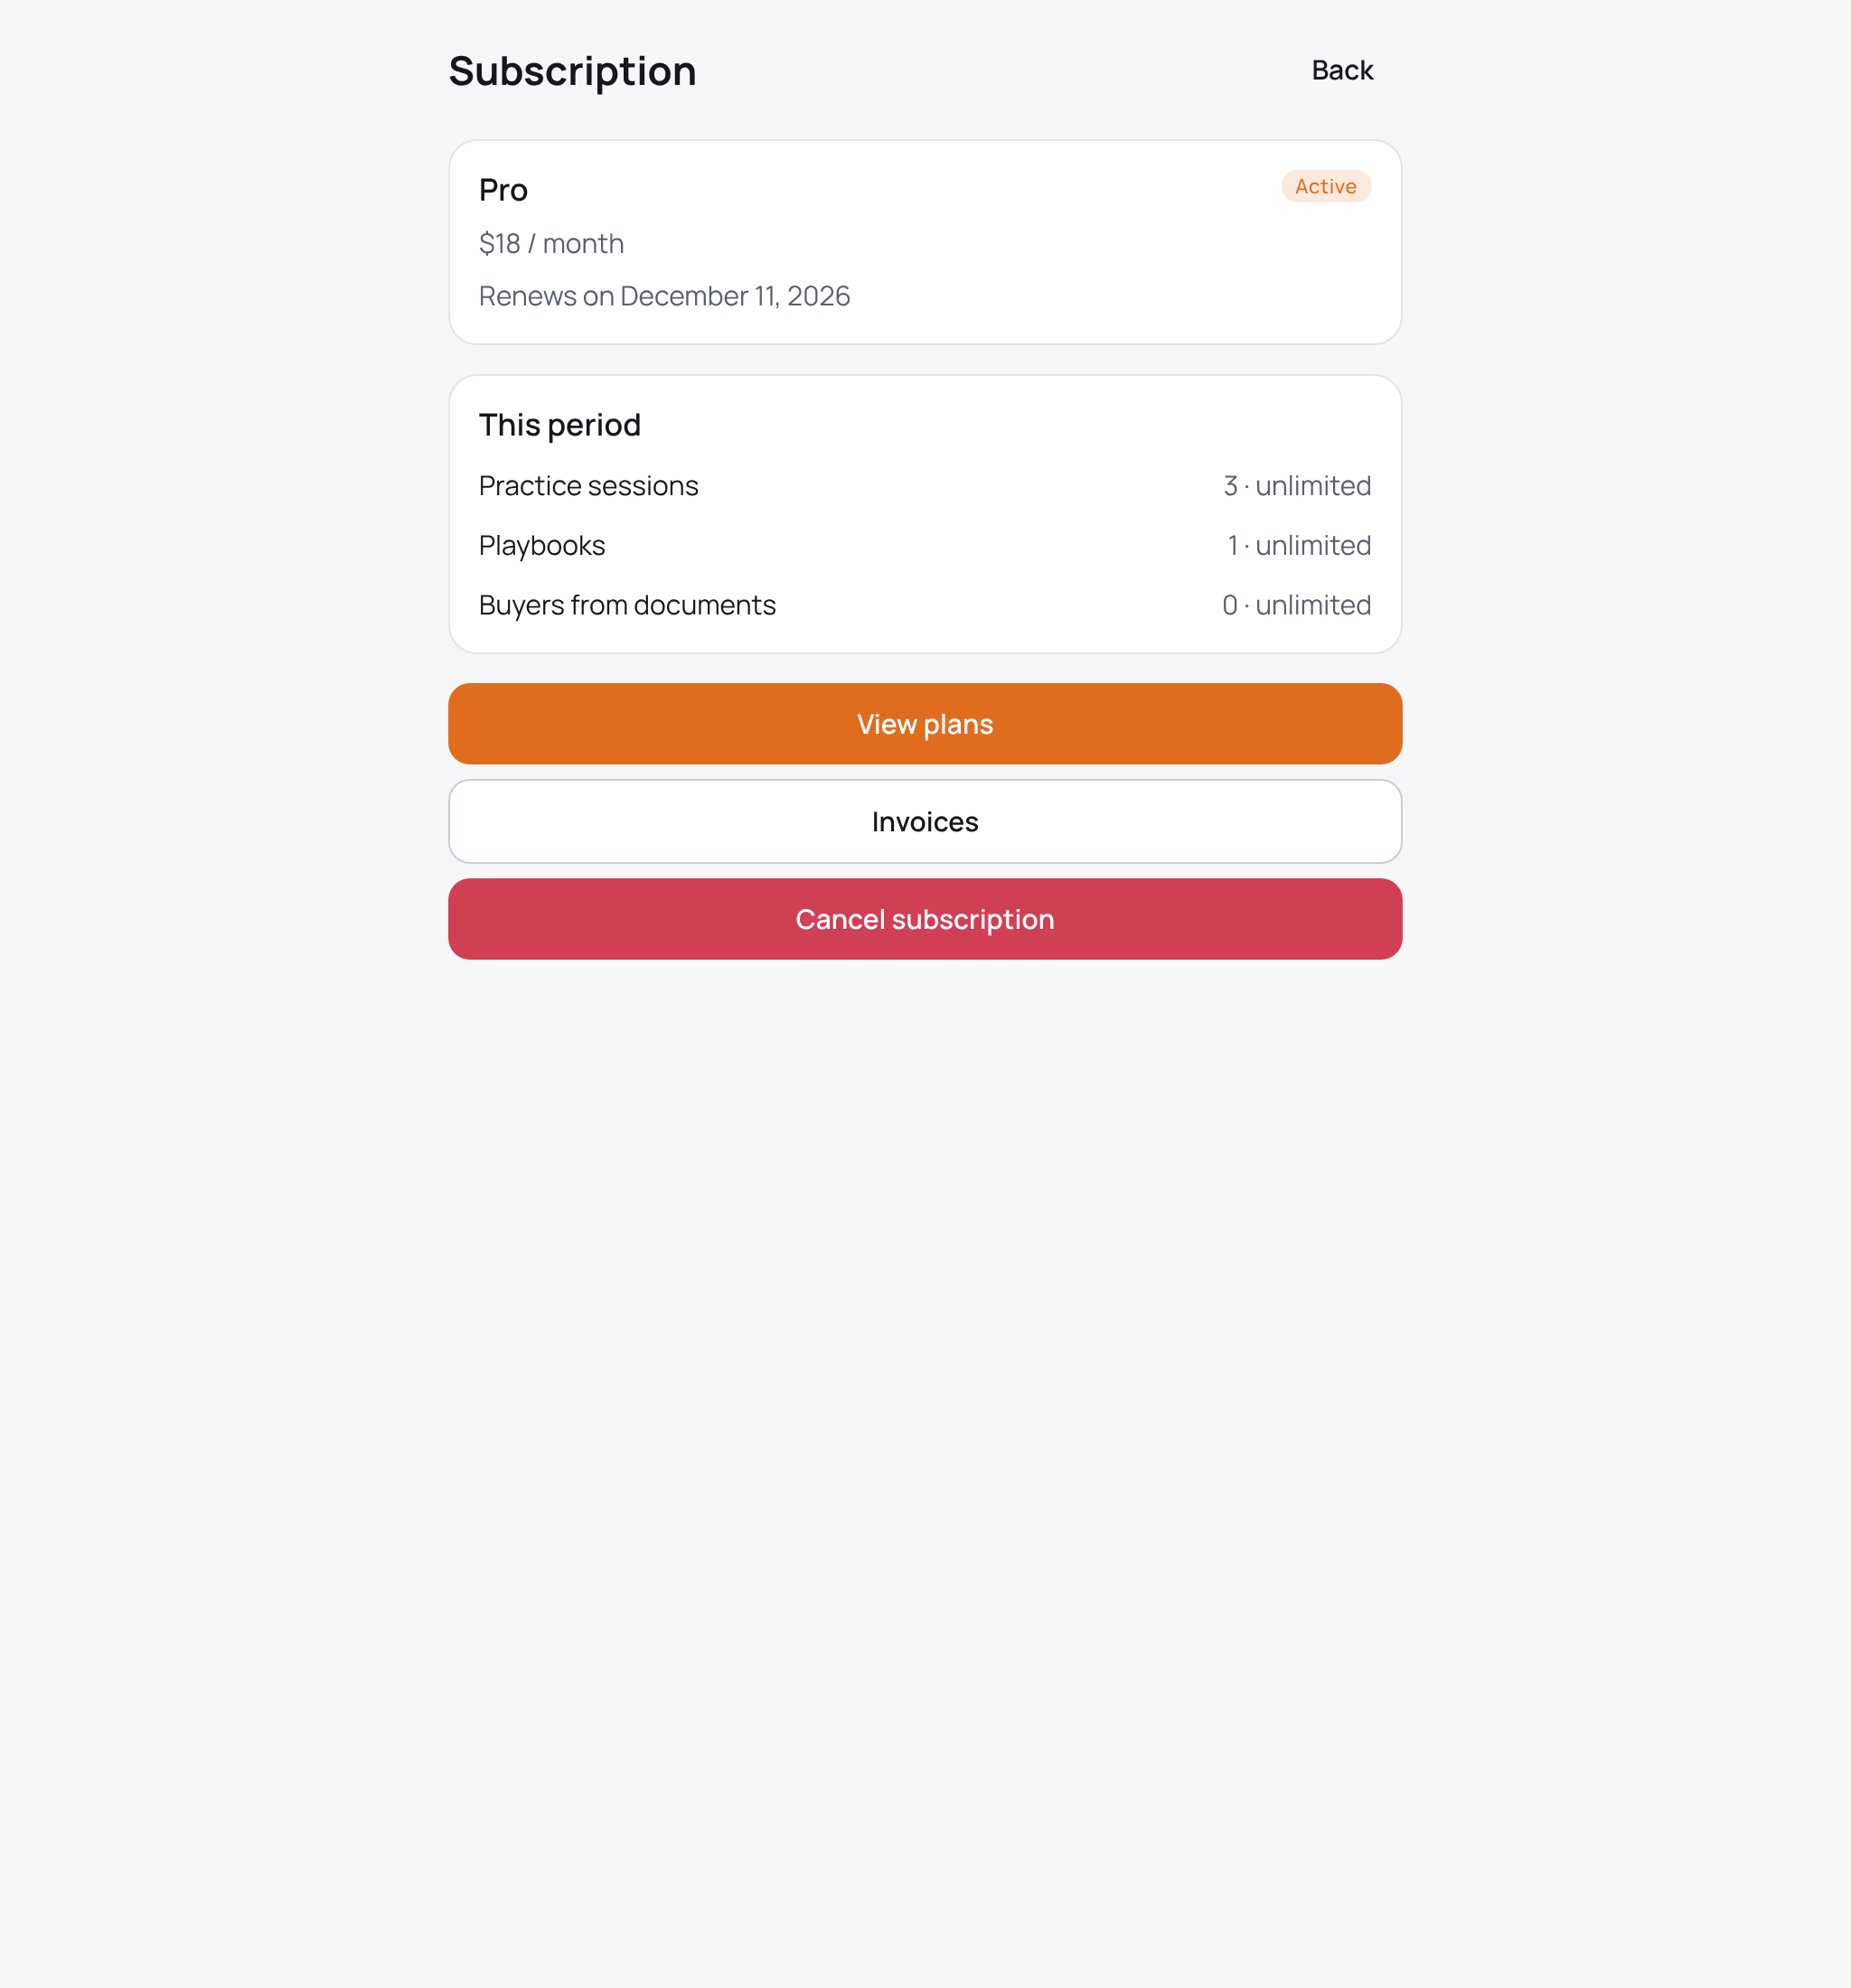 Subscription
Back
Pro
Active
$18 / month
Renews on December 11, 2026
This period
Practice sessions
3 · unlimited
Playbooks
1 · unlimited
Buyers from documents
0 · unlimited
View plans
Invoices
Cancel subscription